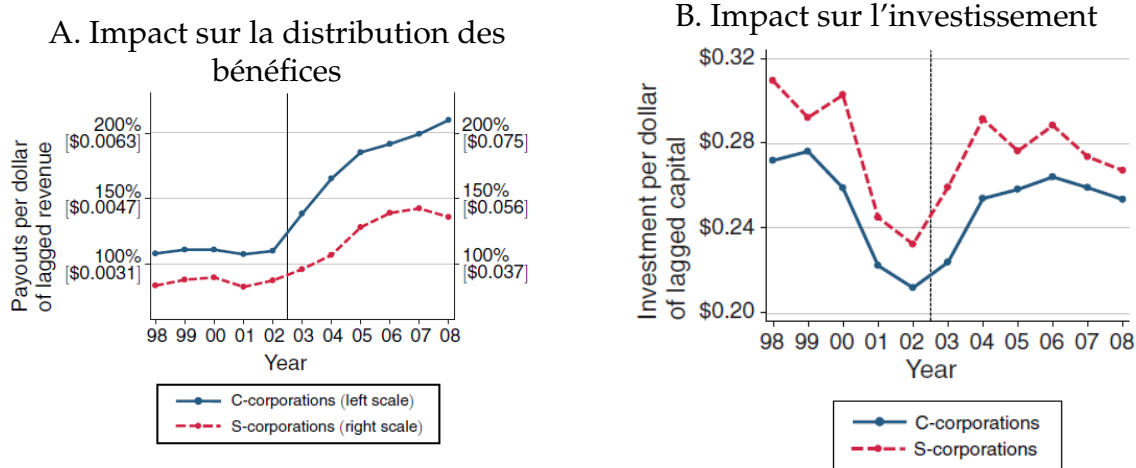 A. Impact sur la distribution des
bénéfices
Payouts per dollar
of lagged revenue
200%
[$0.0063]
150%
[$0.0047]
100%
[$0.0031]
200%
[$0.075]
150%
[$0.056]
100%
[$0.037]
98 99 00 01 02 03 04 05 06 07 08
Year
C-corporations (left scale)
S-corporations (right scale)
B. Impact sur l’investissement
Investment per dollar
of lagged capital
$0.32
$0.28
$0.24
$0.20
98 99 00 01 02 03 04 05 06 07 08
Year
C-corporations
S-corporations